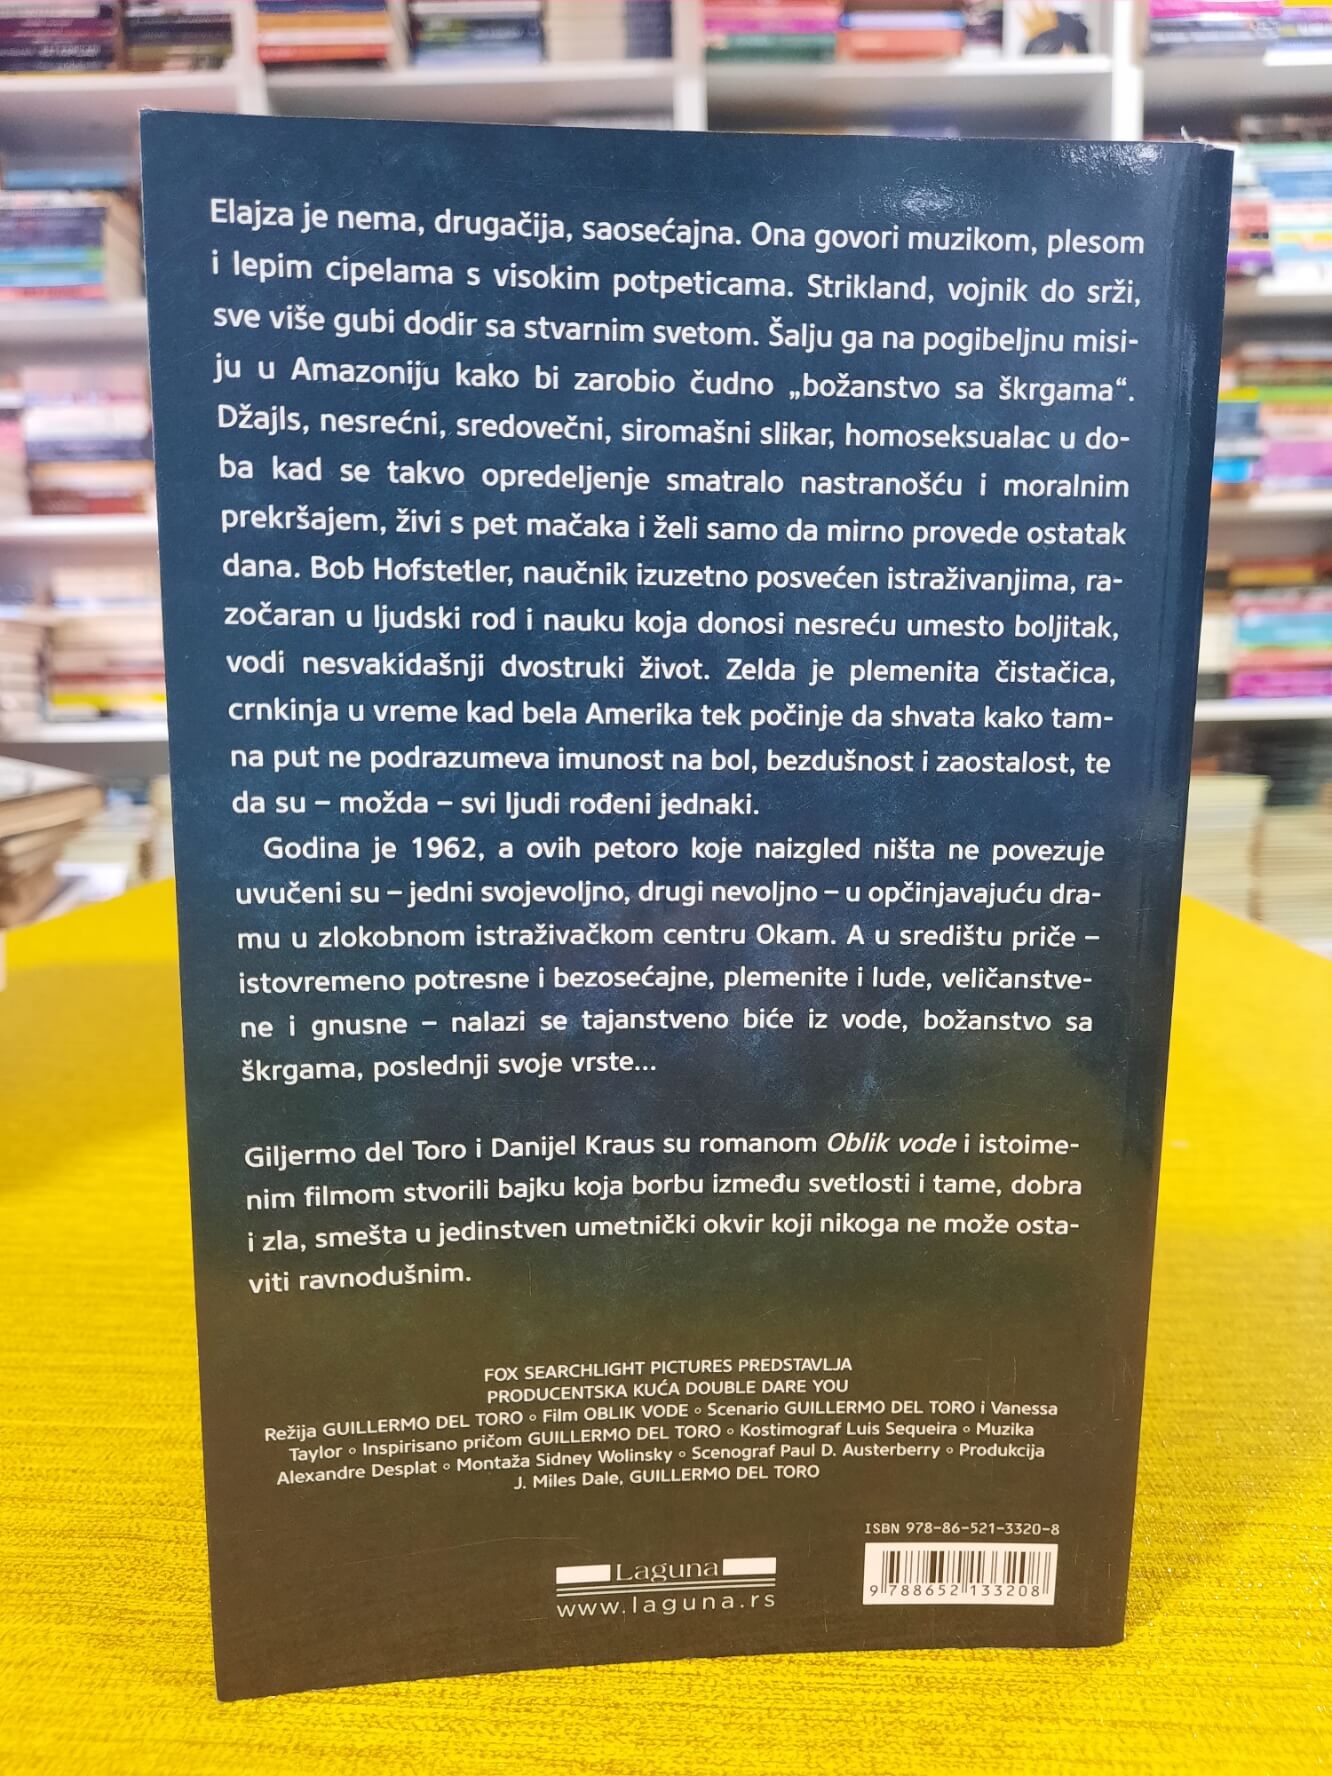 Elajza je nema, drugačija, saosećajna. Ona govori muzikom, plesom
i lepim cipelama s visokim potpeticama. Strikland, vojnik do srži,
sve više gubi dodir sa stvarnim svetom. Šalju ga na pogibeljnu misi-
ju u Amazoniju kako bi zarobio čudno „božanstvo sa škrgama“.
Džajls, nesrećni, sredovečni, siromašni slikar, homoseksualac u do-
ba kad se takvo opredeljenje smatralo nastranošću i moralnim
prekršajem, živi s pet mačaka i želi samo da mirno provede ostatak
dana. Bob Hofstetler, naučnik izuzetno posvećen istraživanjima, ra-
zočaran u ljudski rod i nauku koja donosi nesreću umesto boljitak,
vodi nesvakidašnji dvostruki život. Zelda je plemenita čistačica,
crnkinja u vreme kad bela Amerika tek počinje da shvata kako tam-
na put ne podrazumeva imunost na bol, bezdušnost i zaostalost, te
da su – možda – svi ljudi rođeni jednaki.
Godina je 1962, a ovih petoro koje naizgled ništa ne povezuje
uvučeni su – jedni svojevoljno, drugi nevoljno – u opčinjavajuću dra-
mu u zlokobnom istraživačkom centru Okam. A u središtu priče –
istovremeno potresne i bezosećajne, plemenite i lude, veličanstve-
ne i gnusne – nalazi se tajanstveno biće iz vode, božanstvo sa
škrgama, poslednji svoje vrste...
Giljermo del Toro i Danijel Kraus su romanom Oblik vode i istoime-
nim filmom stvorili bajku koja borbu između svetlosti i tame, dobra
i zla, smešta u jedinstven umetnički okvir koji nikoga ne može osta-
viti ravnodušnim.
FOX SEARCHLIGHT PICTURES PREDSTAVLJA
PRODUCENTSKA KUĆA DOUBLE DARE YOU
Režija GUILLERMO DEL TORO ◦ Film OBLIK VODE ◦ Scenario GUILLERMO DEL TORO i Vanessa
Taylor ◦ Inspirisano pričom GUILLERMO DEL TORO ◦ Kostimograf Luis Sequeira ◦ Muzika
Alexandre Desplat ◦ Montaža Sidney Wolinsky ◦ Scenograf Paul D. Austerberry ◦ Produkcija
J. Miles Dale, GUILLERMO DEL TORO
ISBN 978-86-521-3320-8
9 788652 133208
Laguna
www.laguna.rs